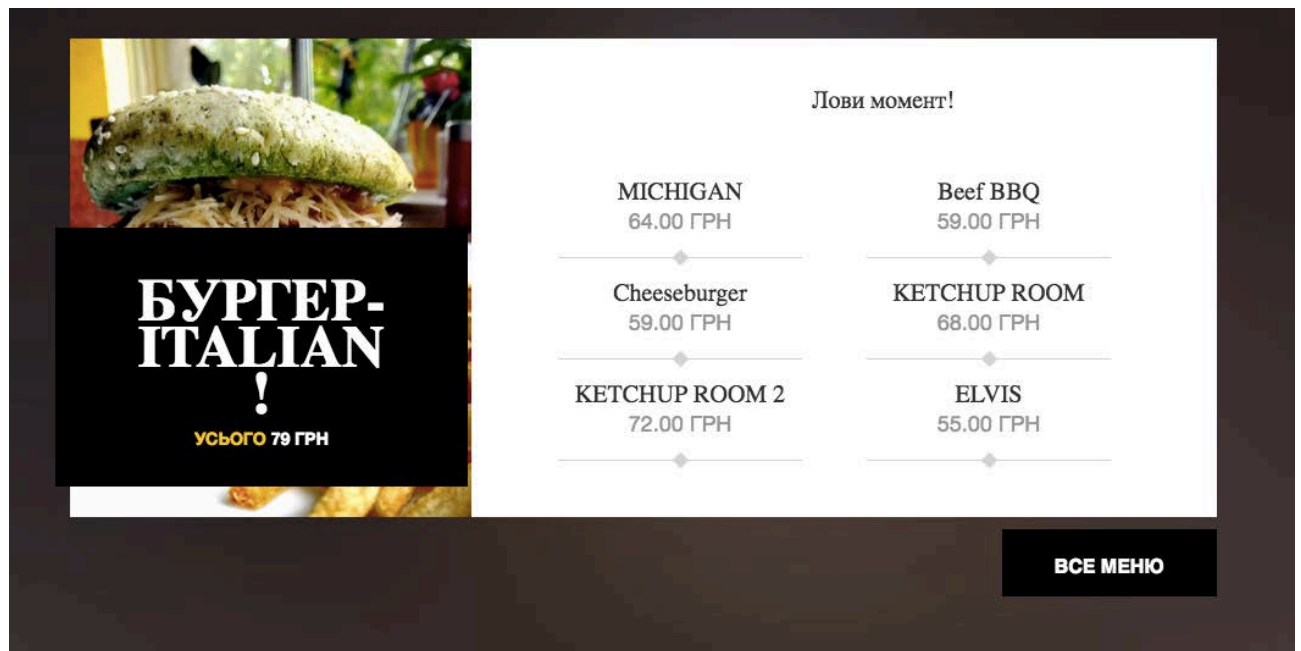 БУРГЕР-
ITALIAN
!
УСЬОГО 79 ГРН
Лови момент!
MICHIGAN
64.00 ГРН
Beef BBQ
59.00 ГРН
Cheeseburger
59.00 ГРН
KETCHUP ROOM
68.00 ГРН
KETCHUP ROOM 2
72.00 ГРН
ELVIS
55.00 ГРН
ВСЕ МЕНЮ